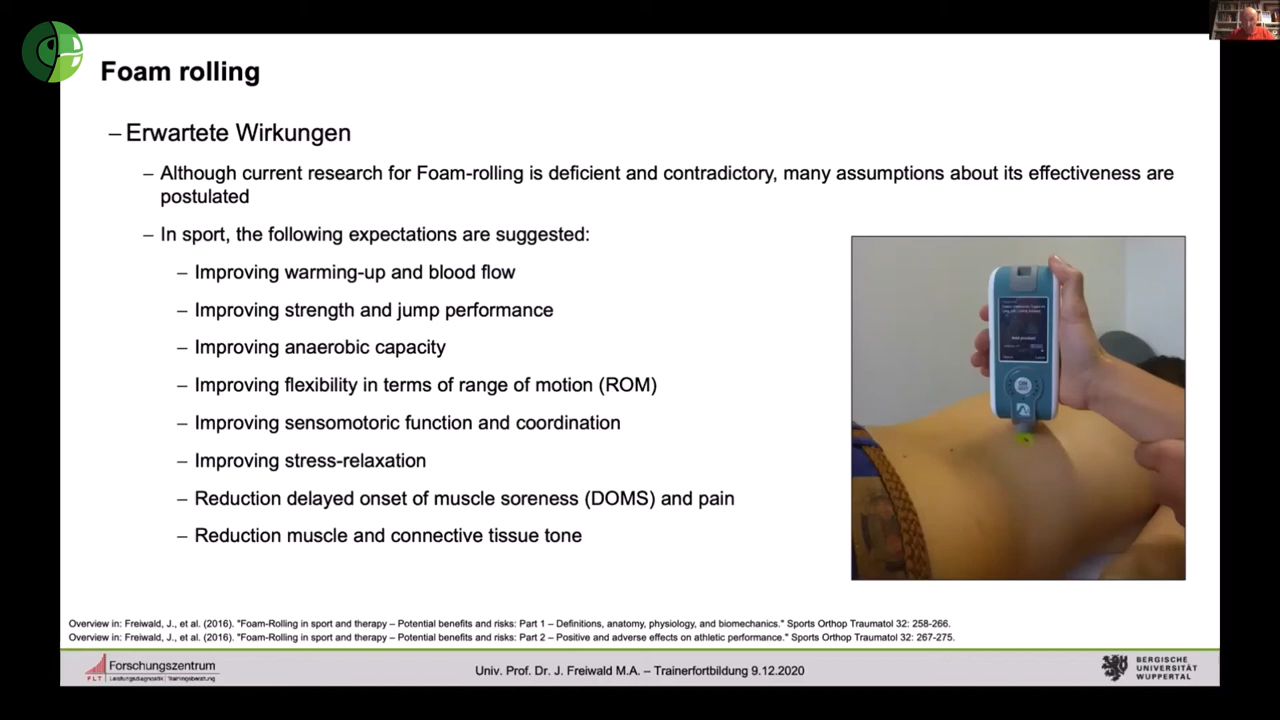 Foam rolling
– Erwartete Wirkungen
– Although current research for Foam-rolling is deficient and contradictory, many assumptions about its effectiveness are
postulated
– In sport, the following expectations are suggested:
– Improving warming-up and blood flow
– Improving strength and jump performance
– Improving anaerobic capacity
– Improving flexibility in terms of range of motion (ROM)
– Improving sensomotoric function and coordination
– Improving stress-relaxation
– Reduction delayed onset of muscle soreness (DOMS) and pain
– Reduction muscle and connective tissue tone
Overview in: Freiwald, J., et al. (2016). "Foam-Rolling in sport and therapy – Potential benefits and risks: Part 1 – Definitions, anatomy, physiology, and biomechanics." Sports Orthop Traumatol 32: 258-266.
Overview in: Freiwald, J., et al. (2016). "Foam-Rolling in sport and therapy – Potential benefits and risks: Part 2 – Positive and adverse effects on athletic performance." Sports Orthop Traumatol 32: 267-275.
Forschungszentrum
FLT Leistungsdiagnostik | Trainingsberatung
Univ. Prof. Dr. J. Freiwald M.A. – Trainerfortbildung 9.12.2020
BERGISCHE
UNIVERSITÄT
WUPPERTAL